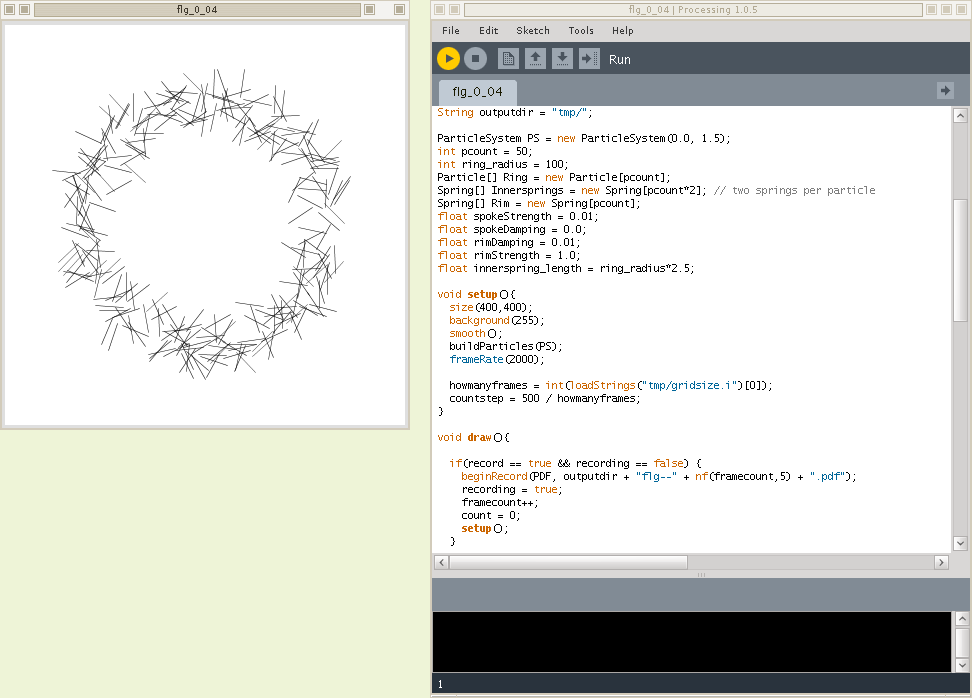 flg_0_04
flg_0_04 | Processing 1.0.5
File Edit Sketch Tools Help
Run
flg_0_04
String outputdir = "tmp/";
ParticleSystem PS = new ParticleSystem(0.0, 1.5);
int pcount = 50;
int ring_radius = 100;
Particle[] Ring = new Particle[pcount];
Spring[] Innersprings = new Spring[pcount*2]; // two springs per particle
Spring[] Rim = new Spring[pcount];
float spokeStrength = 0.01;
float spokeDamping = 0.0;
float rimDamping = 0.01;
float rimStrength = 1.0;
float innerspring_length = ring_radius*2.5;
void setup(){
size(400,400);
background(255);
smooth();
buildParticles(PS);
frameRate(2000);
howmanyframes = int(loadStrings("tmp/gridsize.i")[0]);
countstep = 500 / howmanyframes;
}
void draw(){
if(record == true && recording == false) {
beginRecord(PDF, outputdir + "flg--" + nf(framecount,5) + ".pdf");
recording = true;
framecount++;
count = 0;
setup();
}
1